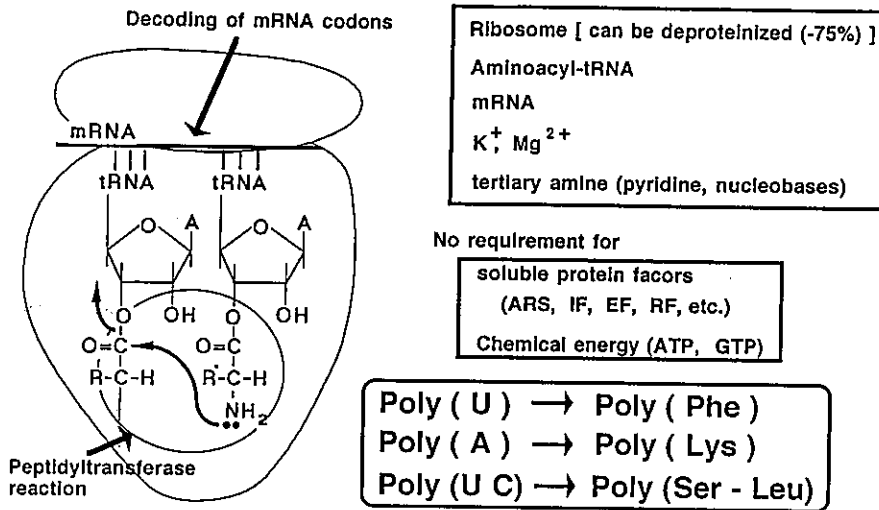 Decoding of mRNA codons
mRNA
tRNA tRNA
O A O A
O OH O OH
O=C O=C
R-C-H R'-C-H
NH2
Peptidyltransferase
reaction
Ribosome [ can be deproteinized (-75%) ]
Aminoacyl-tRNA
mRNA
K+, Mg2+
tertiary amine (pyridine, nucleobases)
No requirement for
soluble protein facors
(ARS, IF, EF, RF, etc.)
Chemical energy (ATP, GTP)
Poly ( U ) → Poly ( Phe )
Poly ( A ) → Poly ( Lys )
Poly (U C) → Poly (Ser - Leu)